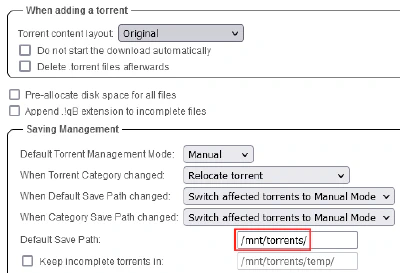 When adding a torrent
Torrent content layout: Original
Do not start the download automatically
Delete .torrent files afterwards
Pre-allocate disk space for all files
Append .!qB extension to incomplete files
Saving Management
Default Torrent Management Mode: Manual
When Torrent Category changed: Relocate torrent
When Default Save Path changed: Switch affected torrents to Manual Mode
When Category Save Path changed: Switch affected torrents to Manual Mode
Default Save Path: /mnt/torrents/
Keep incomplete torrents in: /mnt/torrents/temp/